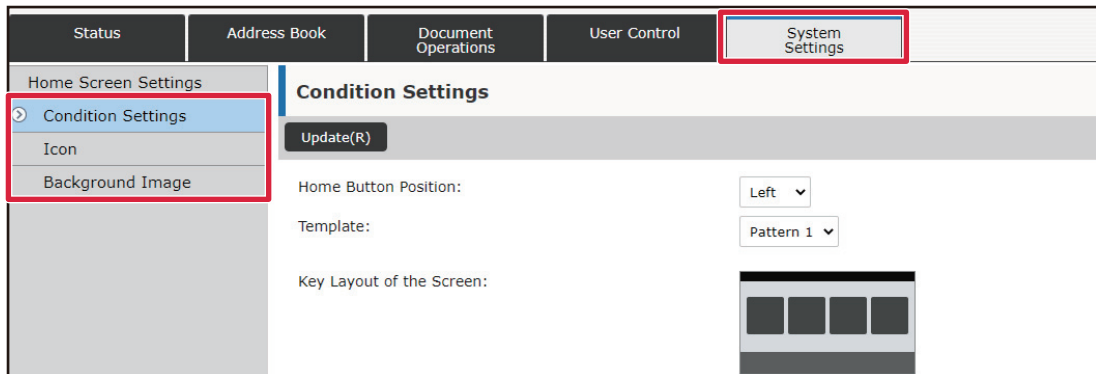 Status
Address Book
Document
Operations
User Control
System
Settings
Home Screen Settings
Condition Settings
Icon
Background Image
Condition Settings
Update(R)
Home Button Position:
Left
Template:
Pattern 1
Key Layout of the Screen: